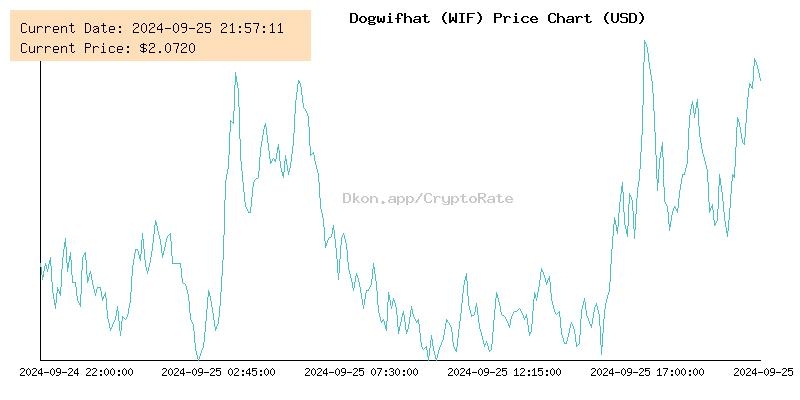 Dogwifhat (WIF) Price Chart (USD)
Current Date: 2024-09-25 21:57:11
Current Price: $2.0720
Dkon.app/CryptoRate
2024-09-24 22:00:00 2024-09-25 02:45:00 2024-09-25 07:30:00 2024-09-25 12:15:00 2024-09-25 17:00:00 2024-09-25